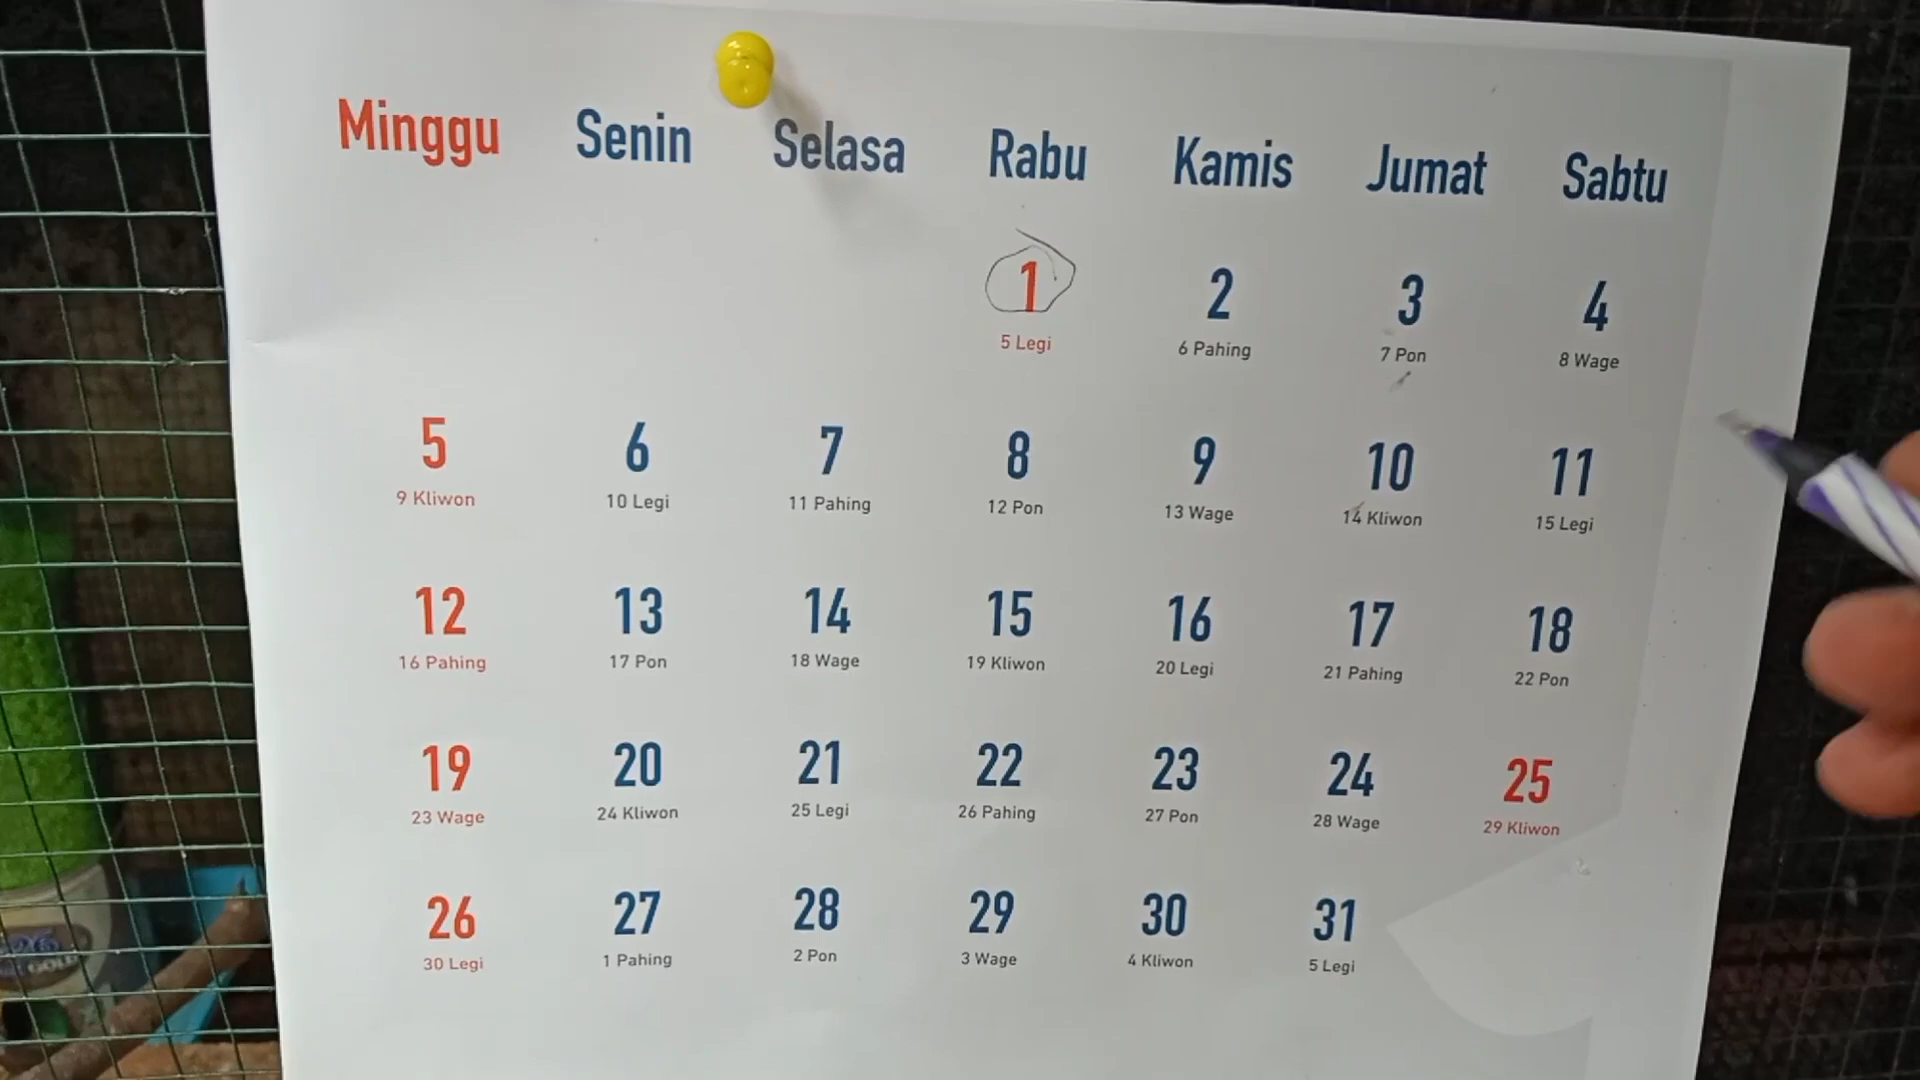 Minggu Senin Selasa Rabu Kamis Jumat Sabtu
1 2 3 4
5 Legi 6 Pahing 7 Pon 8 Wage
5 6 7 8 9 10 11
9 Kliwon 10 Legi 11 Pahing 12 Pon 13 Wage 14 Kliwon 15 Legi
12 13 14 15 16 17 18
16 Pahing 17 Pon 18 Wage 19 Kliwon 20 Legi 21 Pahing 22 Pon
19 20 21 22 23 24 25
23 Wage 24 Kliwon 25 Legi 26 Pahing 27 Pon 28 Wage 29 Kliwon
26 27 28 29 30 31
30 Legi 1 Pahing 2 Pon 3 Wage 4 Kliwon 5 Legi